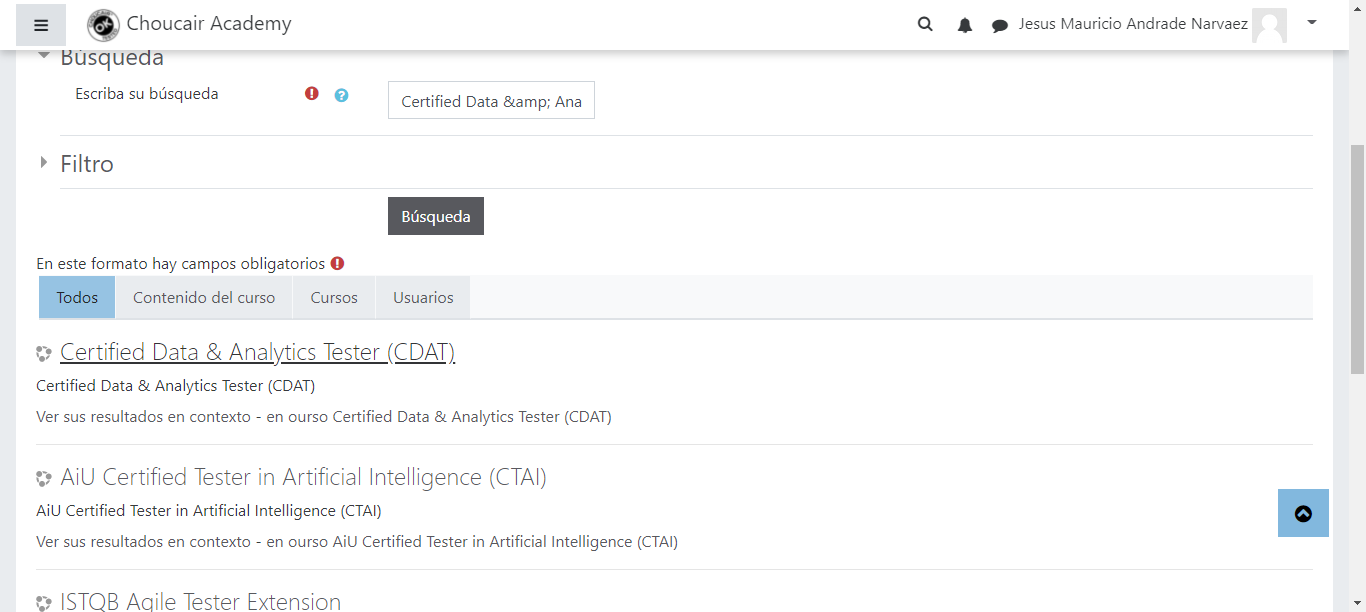 Choucair Academy
Jesus Mauricio Andrade Narvaez
Búsqueda
Escriba su búsqueda
Certified Data &amp; Ana
Filtro
Búsqueda
En este formato hay campos obligatorios
Todos
Contenido del curso
Cursos
Usuarios
Certified Data & Analytics Tester (CDAT)
Certified Data & Analytics Tester (CDAT)
Ver sus resultados en contexto - en ourso Certified Data & Analytics Tester (CDAT)
AiU Certified Tester in Artificial Intelligence (CTAI)
AiU Certified Tester in Artificial Intelligence (CTAI)
Ver sus resultados en contexto - en ourso AiU Certified Tester in Artificial Intelligence (CTAI)
ISTQB Agile Tester Extension